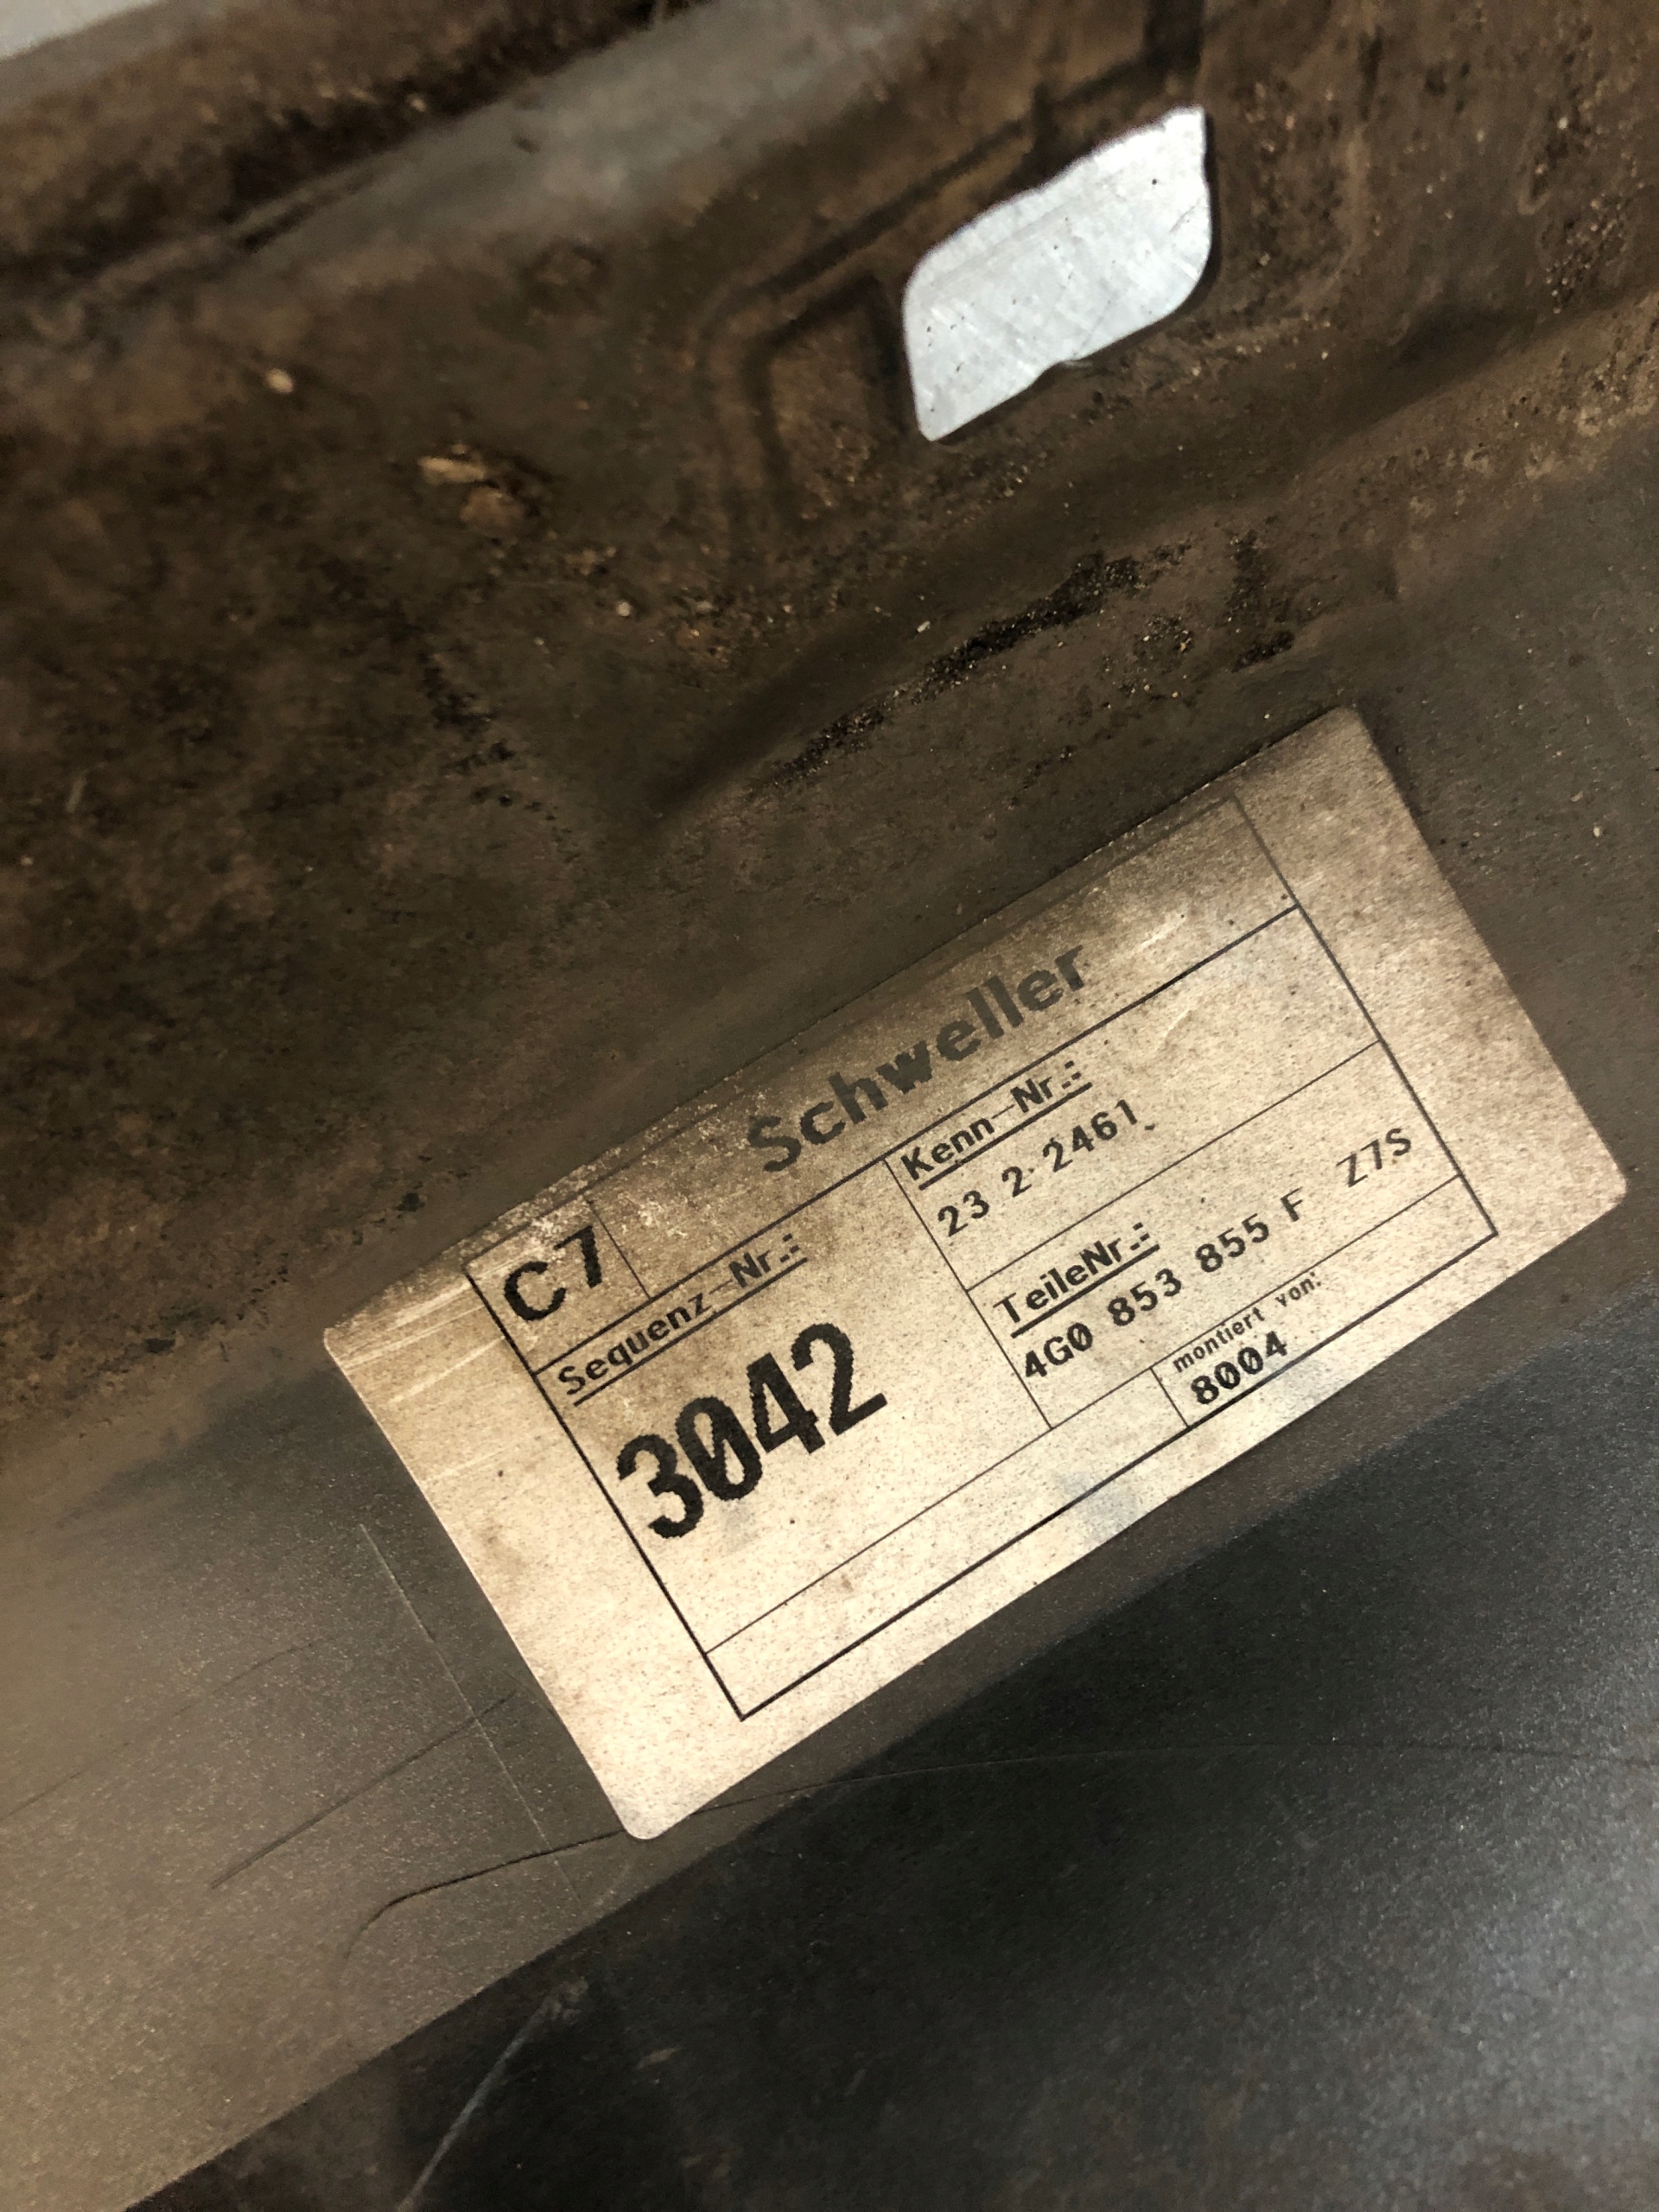 Schweller
C7
Sequenz-Nr.:
3042
Kenn-Nr.:
23 2 2461
TeileNr.:
4G0 853 855 F Z7S
montiert von:
8004